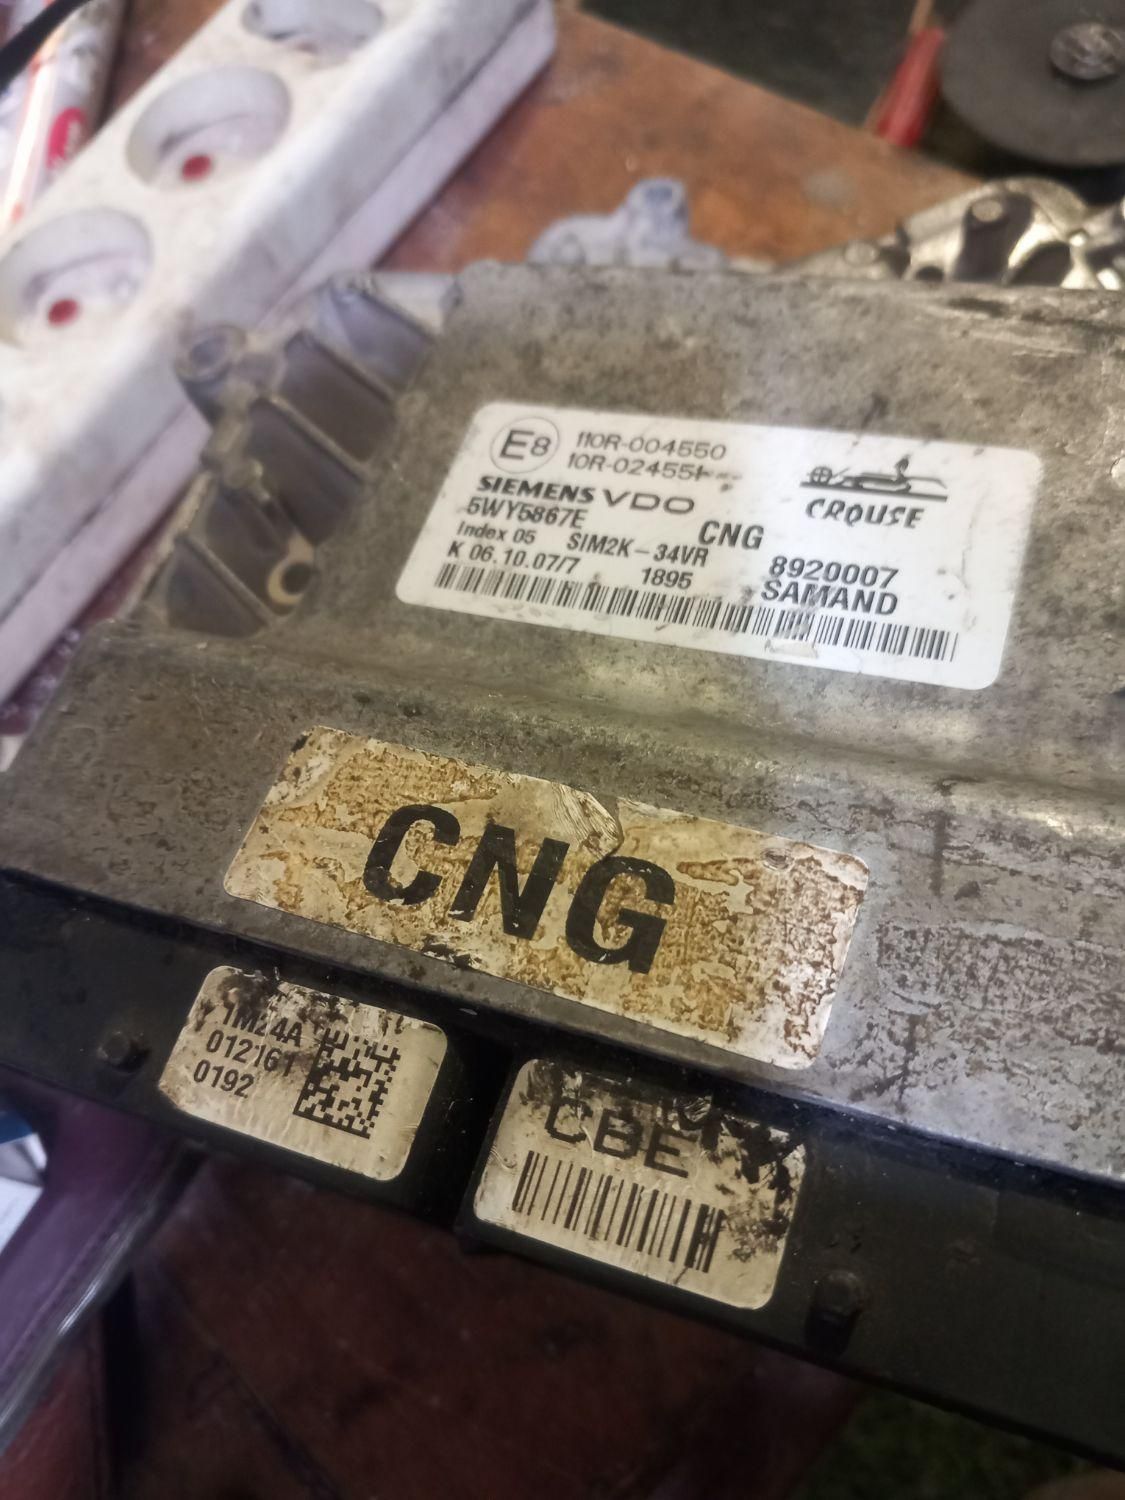 E8
110R-004550
10R-024551
CROUSE
SIEMENS VDO
5WY5867E
CNG
Index 05 SIM2K-34VR
K 06.10.07/7 1895
8920007
SAMAND
CNG
1M24A
012161
0192
CBE